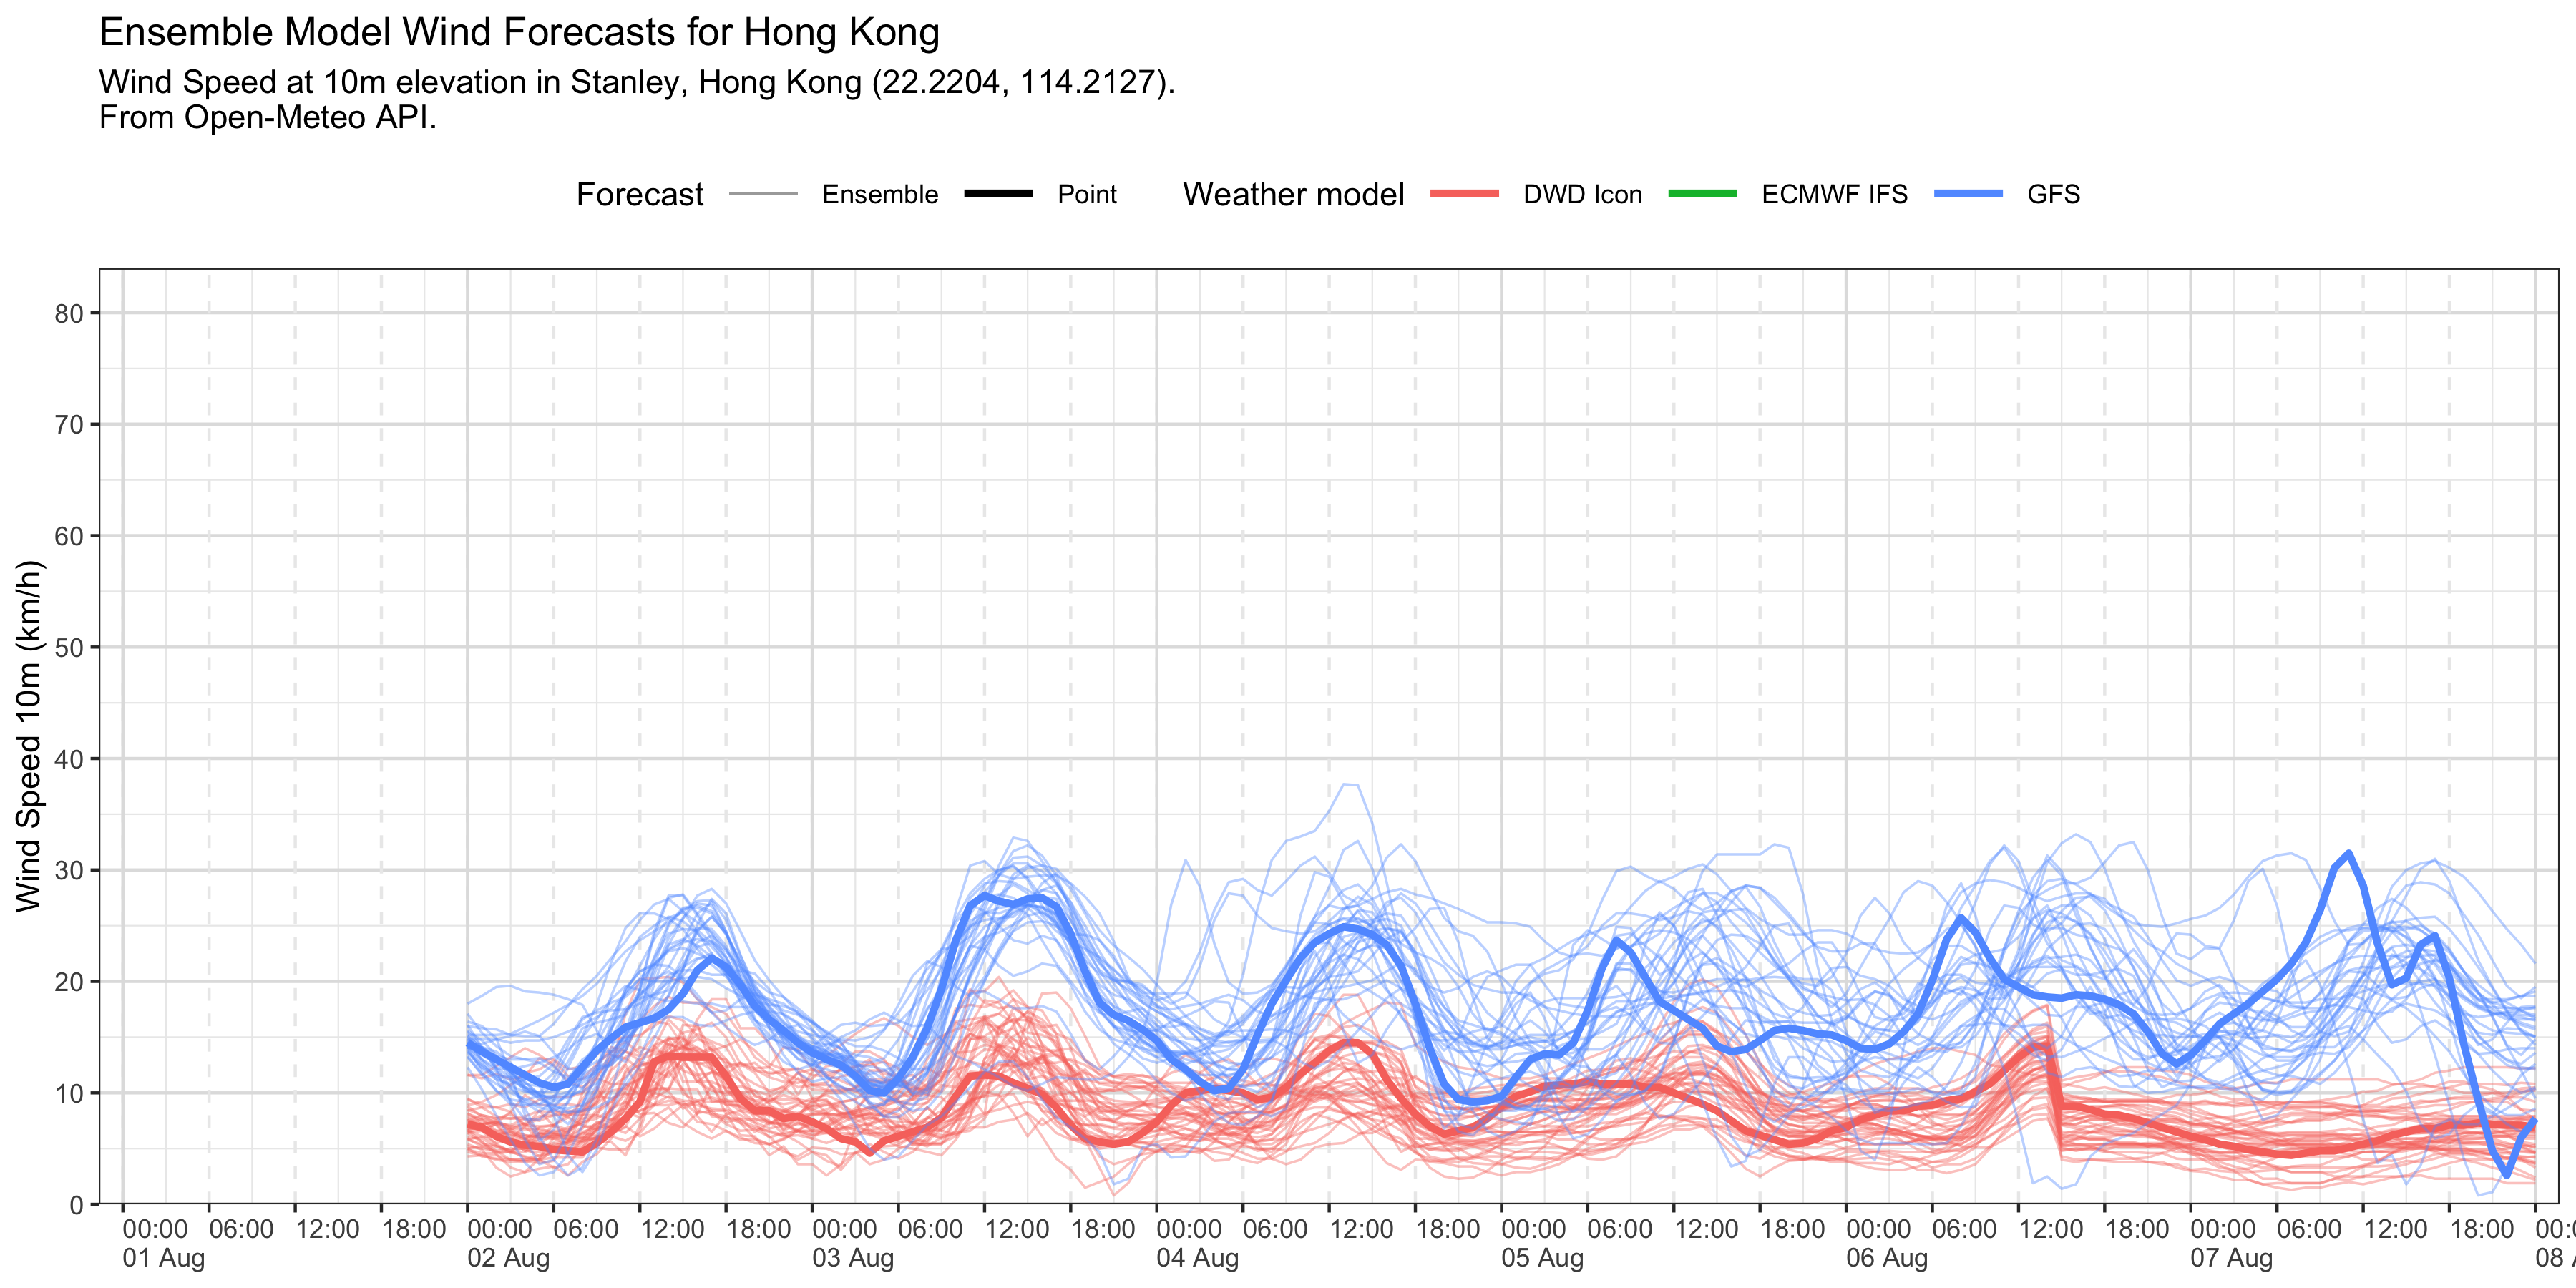 Ensemble Model Wind Forecasts for Hong Kong
Wind Speed at 10m elevation in Stanley, Hong Kong (22.2204, 114.2127).
From Open-Meteo API.
Forecast Ensemble Point Weather model DWD Icon ECMWF IFS GFS
Wind Speed 10m (km/h)
80
70
60
50
40
30
20
10
0
00:00 06:00 12:00 18:00 00:00 06:00 12:00 18:00 00:00 06:00 12:00 18:00 00:00 06:00 12:00 18:00 00:00 06:00 12:00 18:00 00:00 06:00 12:00 18:00 00:00 06:00 12:00 18:00
01 Aug 02 Aug 03 Aug 04 Aug 05 Aug 06 Aug 07 Aug 08